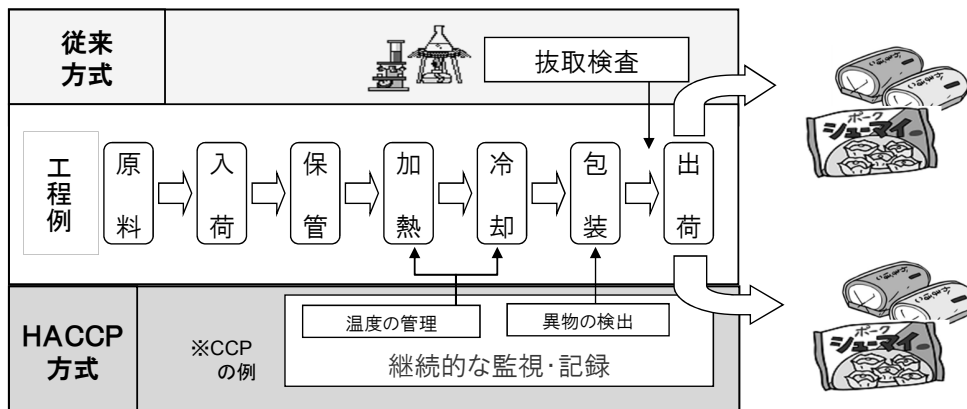 従来
方式
抜取検査
工程例
原料
入荷
保管
加熱
冷却
包装
出荷
HACCP
方式
※CCP
の例
温度の管理
異物の検出
継続的な監視・記録
ポーク
シューマイ
ポーク
シューマイ